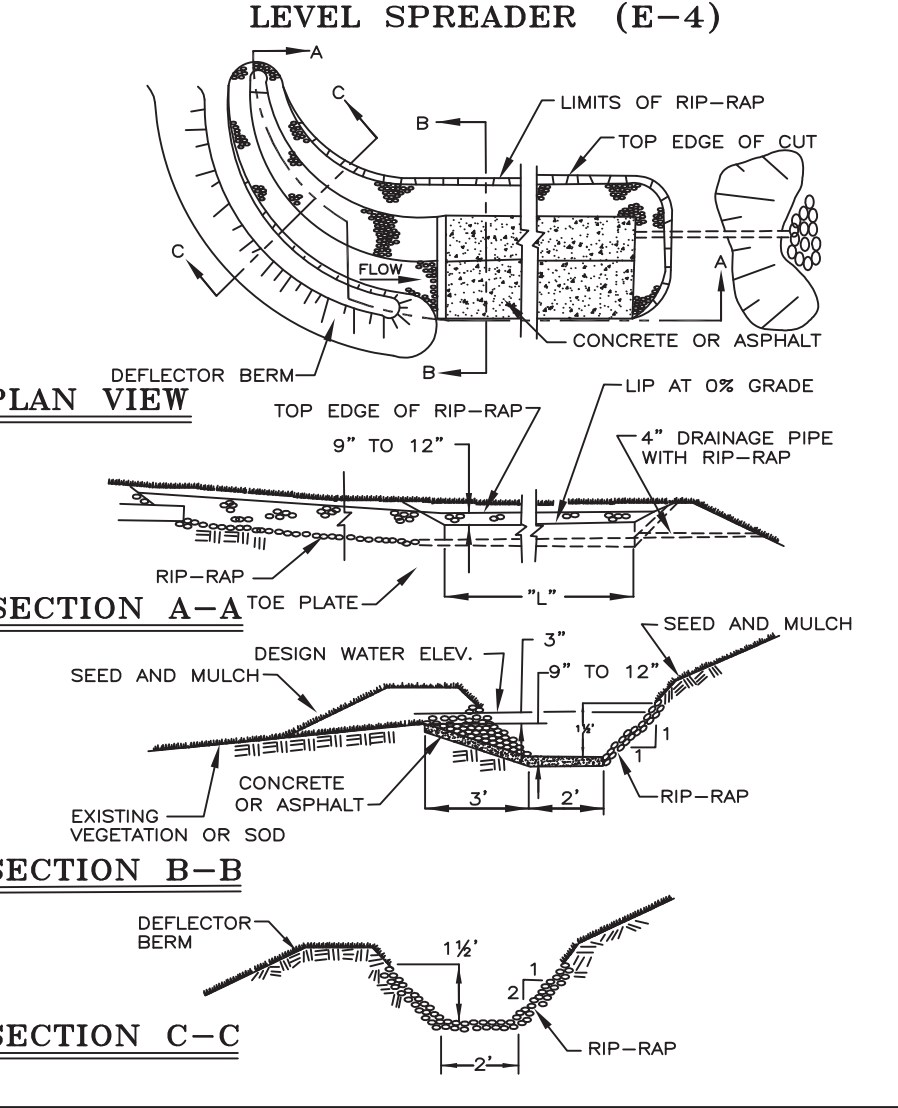 LEVEL SPREADER (E-4)
A
C
LIMITS OF RIP-RAP
B
TOP EDGE OF CUT
C
A
FLOW
CONCRETE OR ASPHALT
DEFLECTOR BERM
B
PLAN VIEW
LIP AT 0% GRADE
TOP EDGE OF RIP-RAP
9" TO 12"
4" DRAINAGE PIPE
WITH RIP-RAP
RIP-RAP
"L"
TOE PLATE
SECTION A-A
3"
SEED AND MULCH
DESIGN WATER ELEV.
9" TO 12"
SEED AND MULCH
1½'
1
1
CONCRETE
OR ASPHALT
3'
2'
RIP-RAP
EXISTING
VEGETATION OR SOD
SECTION B-B
DEFLECTOR
BERM
1½'
1
2
SECTION C-C
RIP-RAP
2'